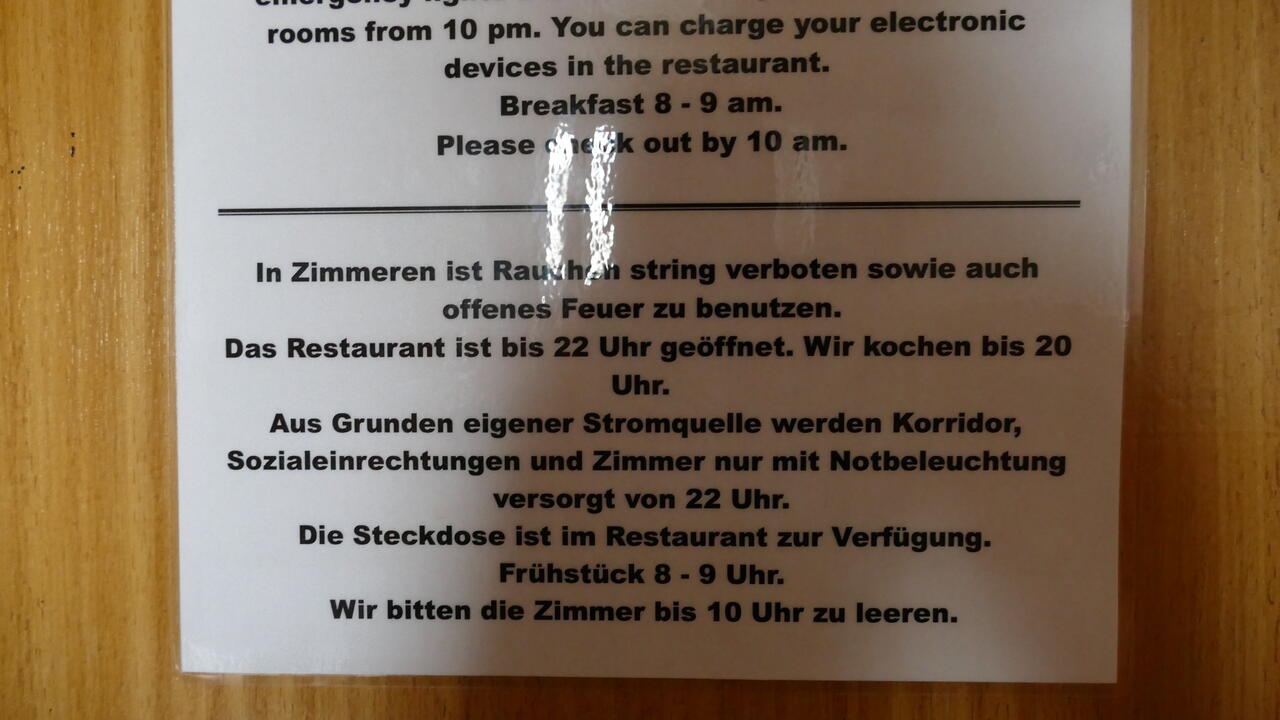 emergency
rooms from 10 pm. You can charge your electronic
devices in the restaurant.
Breakfast 8 - 9 am.
Please check out by 10 am.
In Zimmeren ist Rauchen string verboten sowie auch
offenes Feuer zu benutzen.
Das Restaurant ist bis 22 Uhr geöffnet. Wir kochen bis 20
Uhr.
Aus Grunden eigener Stromquelle werden Korridor,
Sozialeinrechtungen und Zimmer nur mit Notbeleuchtung
versorgt von 22 Uhr.
Die Steckdose ist im Restaurant zur Verfügung.
Frühstück 8 - 9 Uhr.
Wir bitten die Zimmer bis 10 Uhr zu leeren.